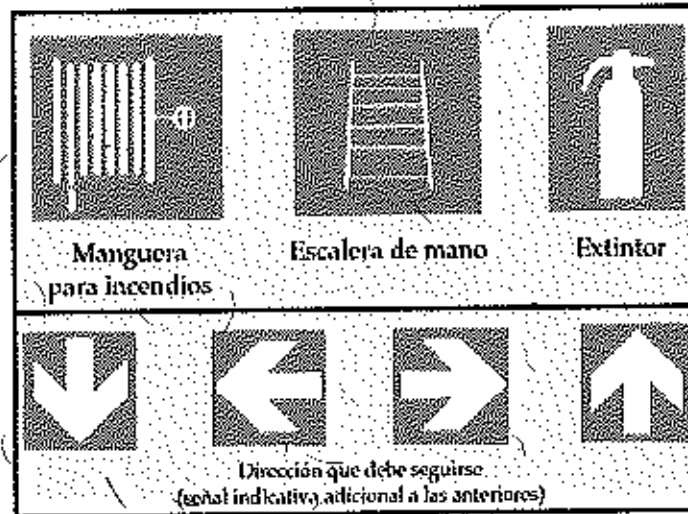 Manguera
para incendios
Escalera de mano
Extintor
Dirección que debe seguirse
(señal indicativa adicional a las anteriores)